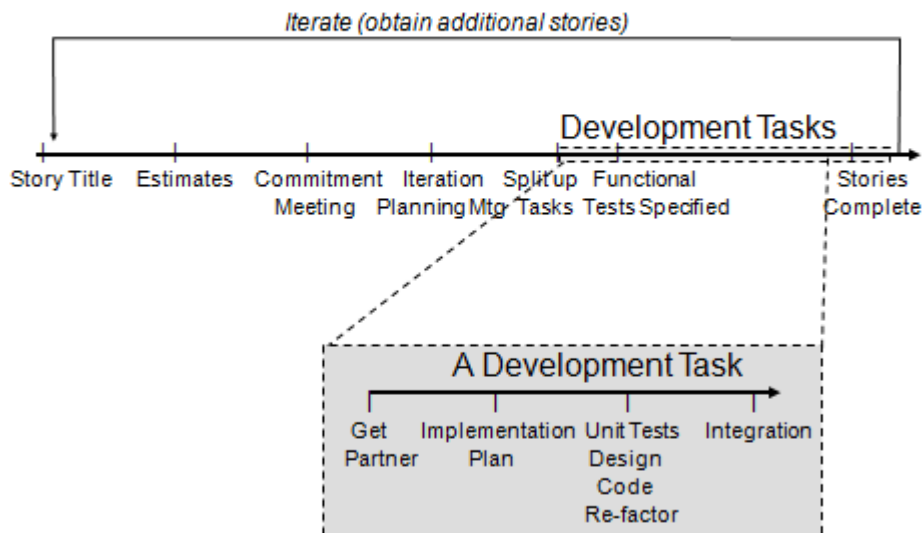 Iterate (obtain additional stories)
Development Tasks
Story Title
Estimates
Commitment
Meeting
Iteration
Planning Mtg
Split up
Tasks
Functional
Tests Specified
Stories
Complete
A Development Task
Get
Partner
Implementation
Plan
Unit Tests
Design
Code
Re-factor
Integration